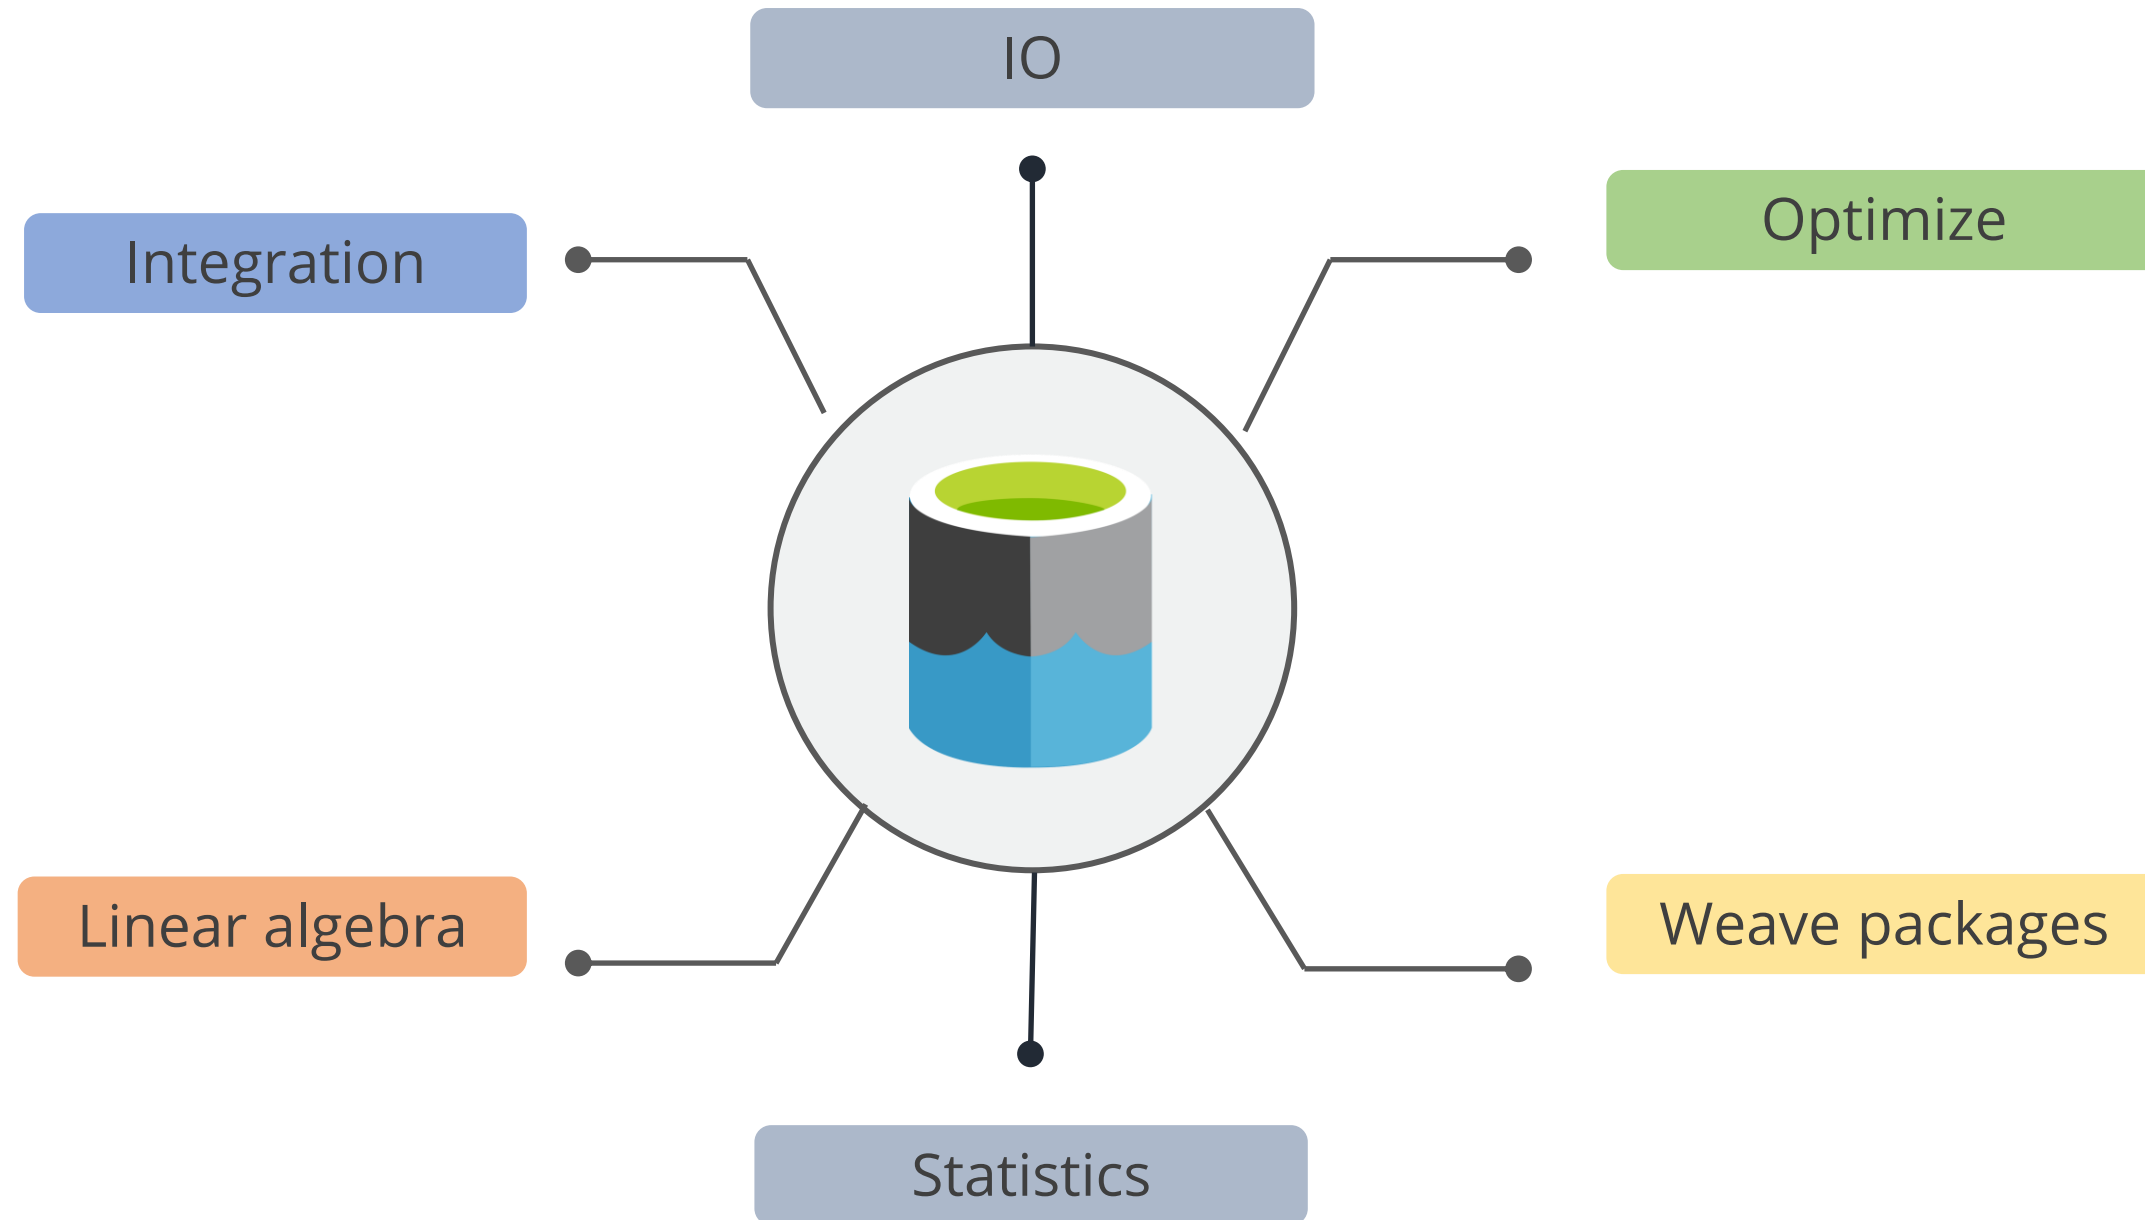 IO
Optimize
Integration
Linear algebra
Weave packages
Statistics